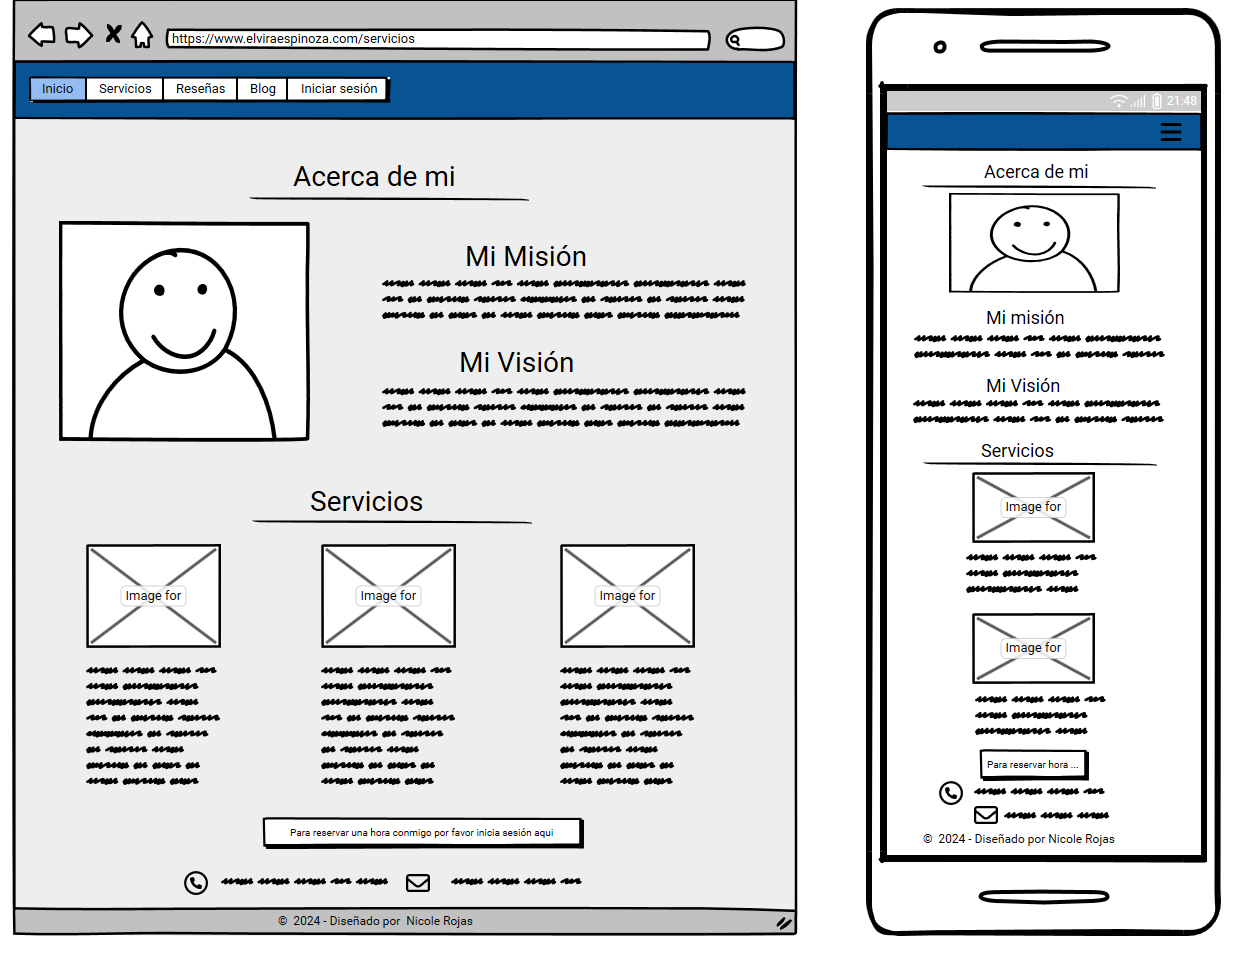 https://www.elviraespinoza.com/servicios
Inicio Servicios Reseñas Blog Iniciar sesión
Acerca de mi
Mi Misión
Mi Visión
Servicios
Image for Image for Image for
Para reservar una hora conmigo por favor inicia sesión aqui
© 2024 - Diseñado por Nicole Rojas
21:48
Acerca de mi
Mi misión
Mi Visión
Servicios
Image for
Image for
Para reservar hora ...
© 2024 - Diseñado por Nicole Rojas